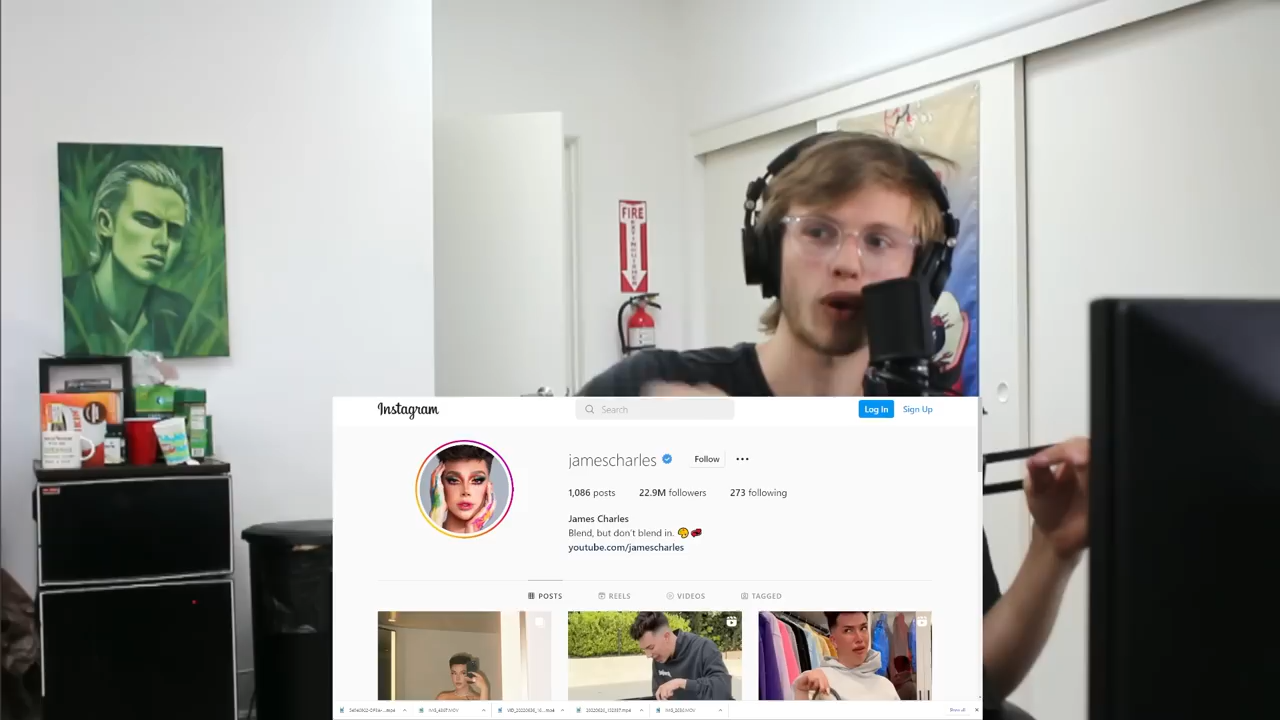 FIRE
EXTINGUISHER
Instagram
Search
Log In
Sign Up
jamescharles
Follow
1,086 posts
22.9M followers
273 following
James Charles
Blend, but don't blend in.
youtube.com/jamescharles
POSTS
REELS
VIDEOS
TAGGED